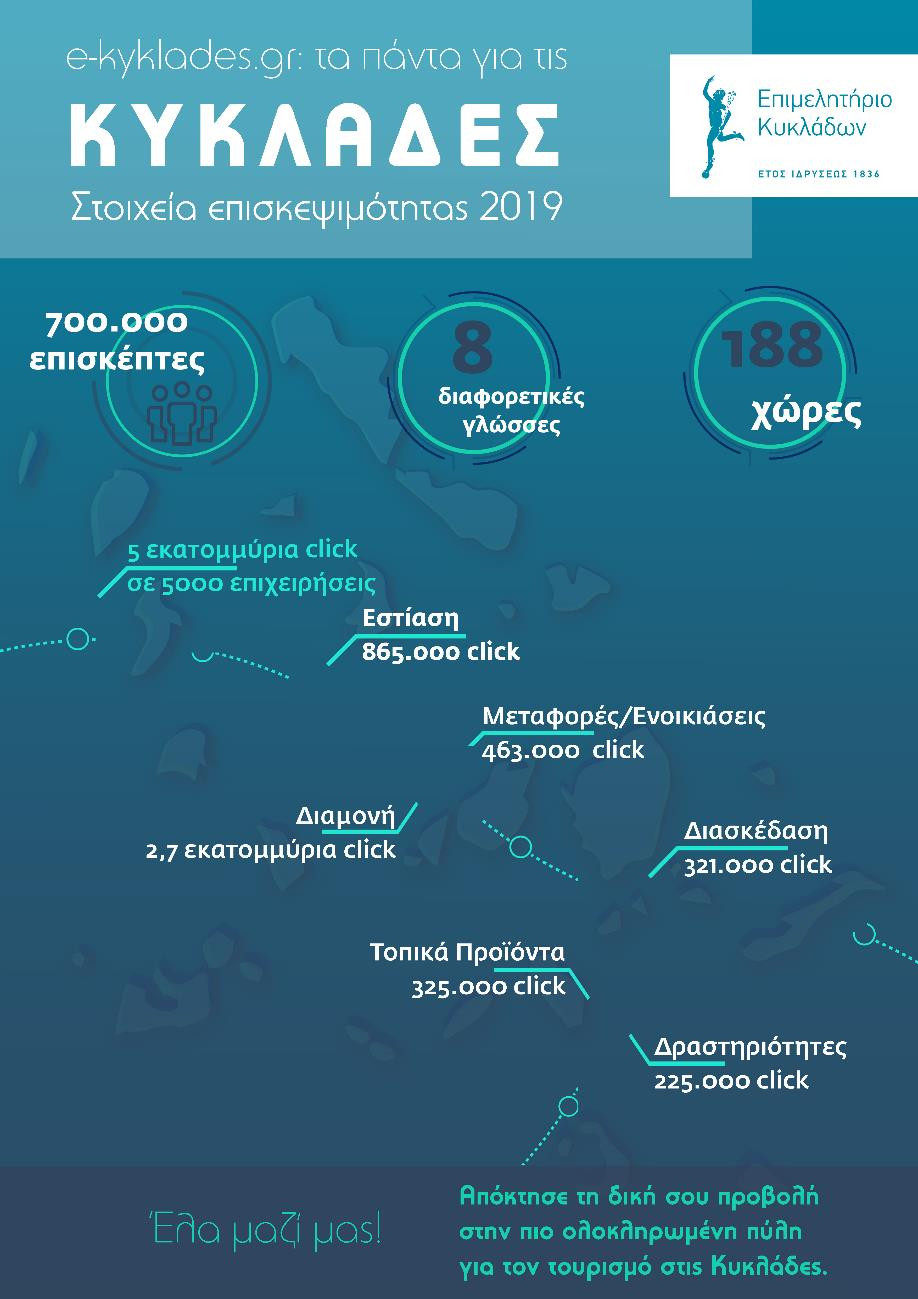 e-kyklades.gr: τα πάντα για τις
ΚΥΚΛΑΔΕΣ
Στοιχεία επισκεψιμότητας 2019
Επιμελητήριο
Κυκλάδων
ΕΤΟΣ ΙΔΡΥΣΕΩΣ 1836
700.000
επισκέπτες
8
διαφορετικές
γλώσσες
188
χώρες
5 εκατομμύρια click
σε 5000 επιχειρήσεις
Εστίαση
865.000 click
Μεταφορές/Ενοικιάσεις
463.000 click
Διαμονή
2,7 εκατομμύρια click
Διασκέδαση
321.000 click
Τοπικά Προϊόντα
325.000 click
Δραστηριότητες
225.000 click
Έλα μαζί μας!
Απόκτησε τη δική σου προβολή
στην πιο ολοκληρωμένη πύλη
για τον τουρισμό στις Κυκλάδες.